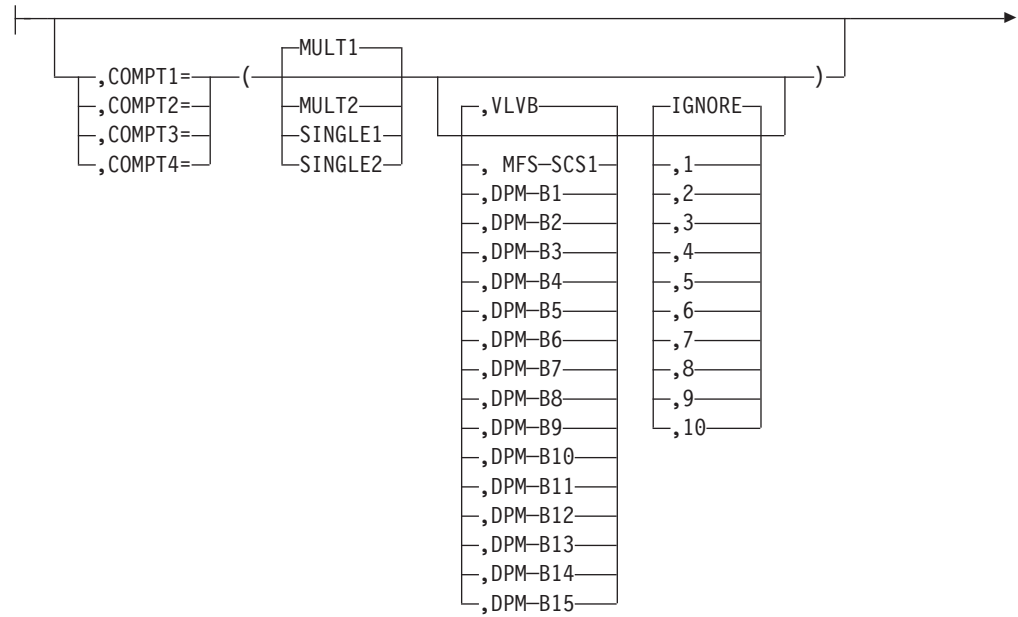 MULT1
,COMPT1= ( )
,COMPT2= MULT2 ,VLVB IGNORE
,COMPT3= SINGLE1
,COMPT4= SINGLE2 , MFS-SCS1 ,1
,DPM-B1 ,2
,DPM-B2 ,3
,DPM-B3 ,4
,DPM-B4 ,5
,DPM-B5 ,6
,DPM-B6 ,7
,DPM-B7 ,8
,DPM-B8 ,9
,DPM-B9 ,10
,DPM-B10
,DPM-B11
,DPM-B12
,DPM-B13
,DPM-B14
,DPM-B15